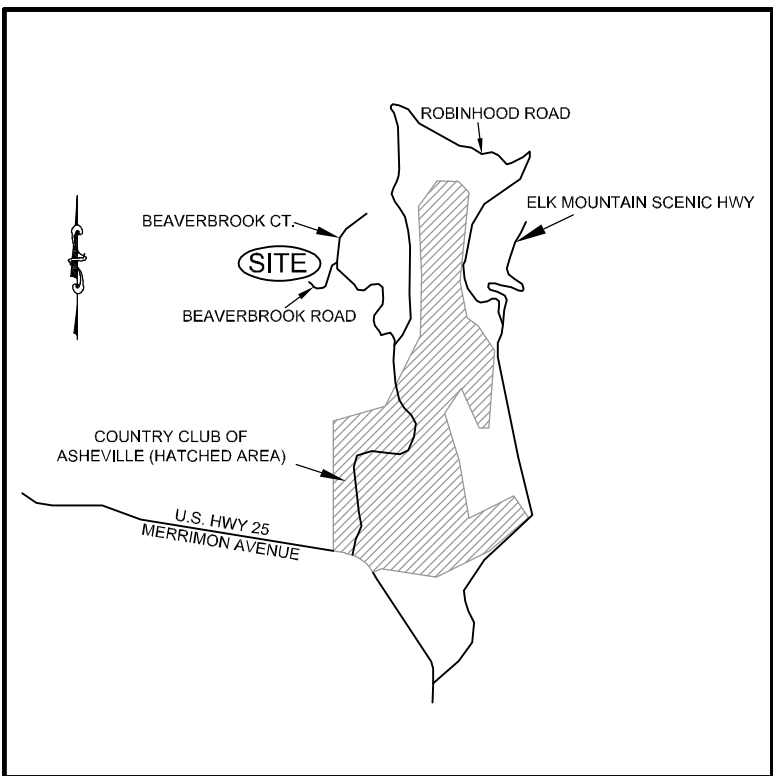 ROBINHOOD ROAD
ELK MOUNTAIN SCENIC HWY
BEAVERBROOK CT.
SITE
BEAVERBROOK ROAD
COUNTRY CLUB OF
ASHEVILLE (HATCHED AREA)
U.S. HWY 25
MERRIMON AVENUE